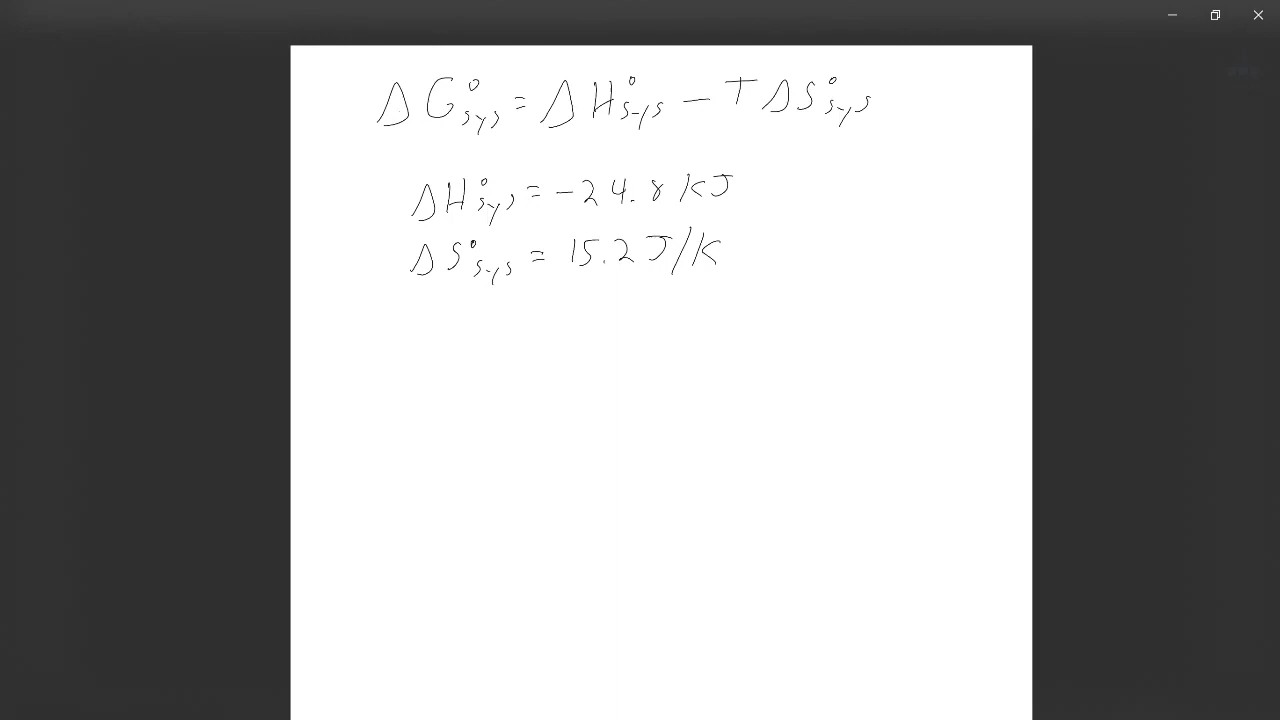 ΔG°sys = ΔH°sys − TΔS°sys
ΔH°sys = −24.8 kJ
ΔS°sys = 15.2 J/K